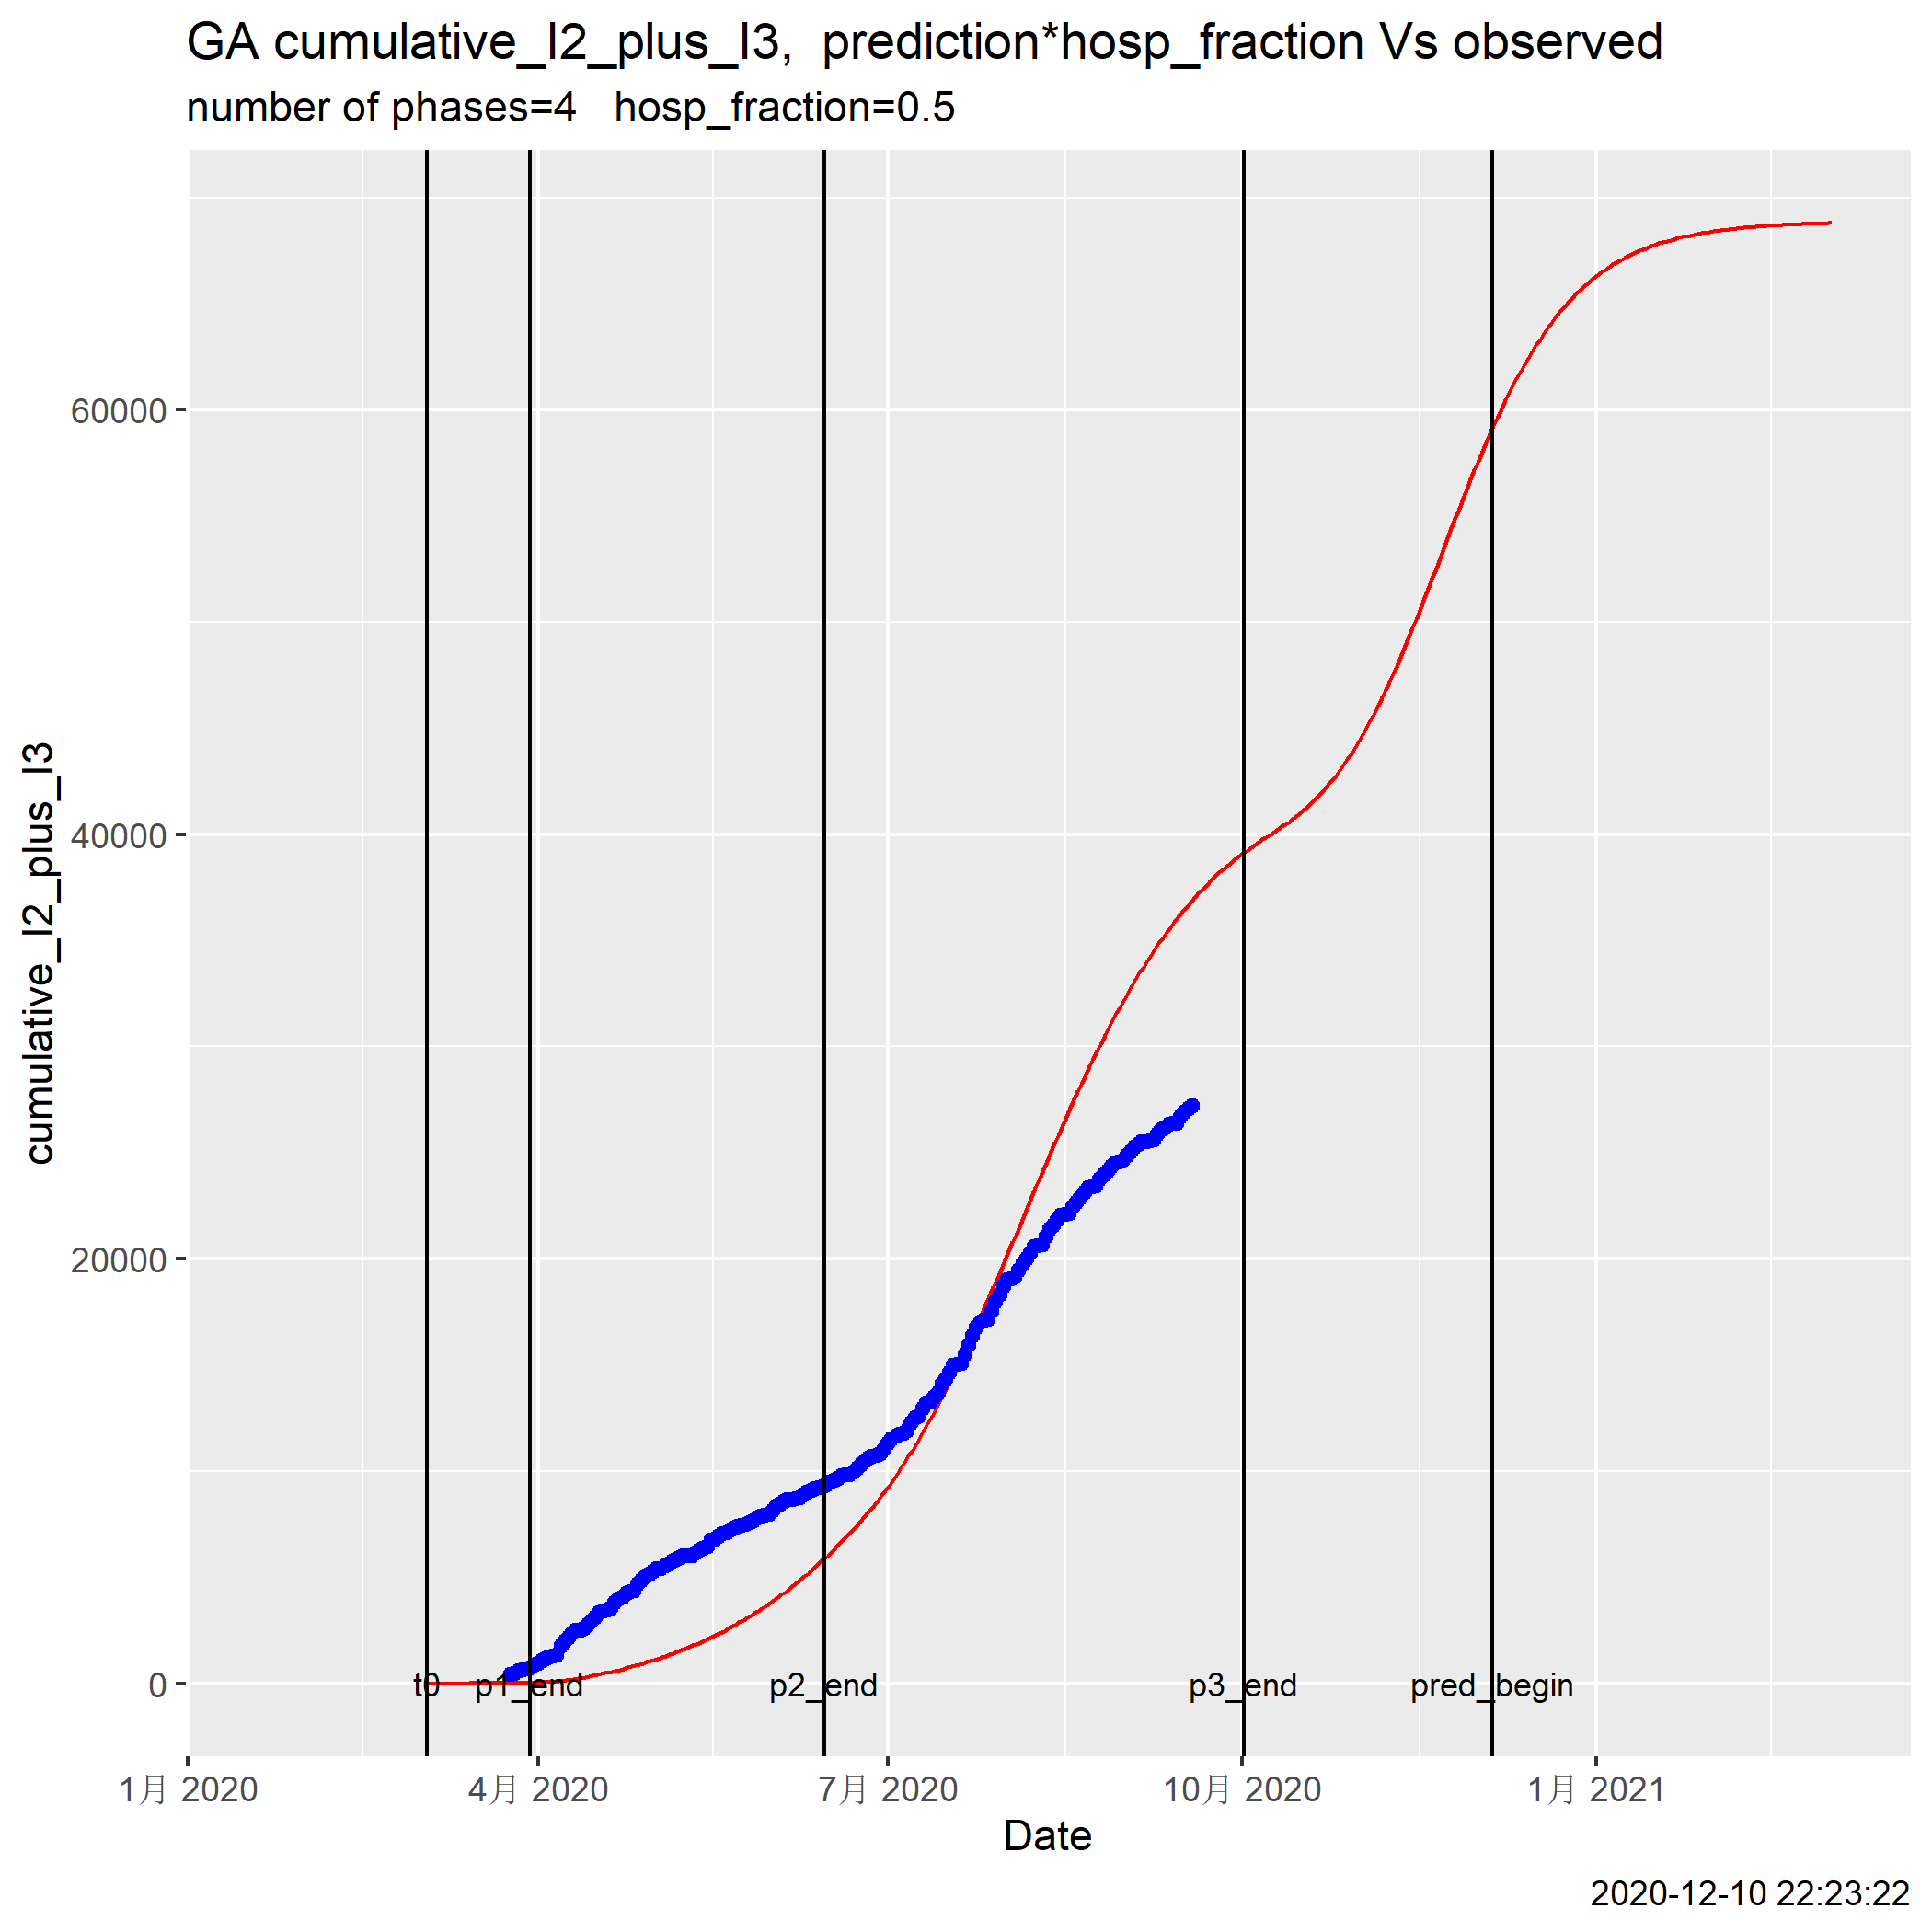 GA cumulative_I2_plus_I3,  prediction*hosp_fraction Vs observed
number of phases=4   hosp_fraction=0.5
cumulative_I2_plus_I3
60000
40000
20000
0
t0
p1_end
p2_end
p3_end
pred_begin
1月 2020
4月 2020
7月 2020
10月 2020
1月 2021
Date
2020-12-10 22:23:22